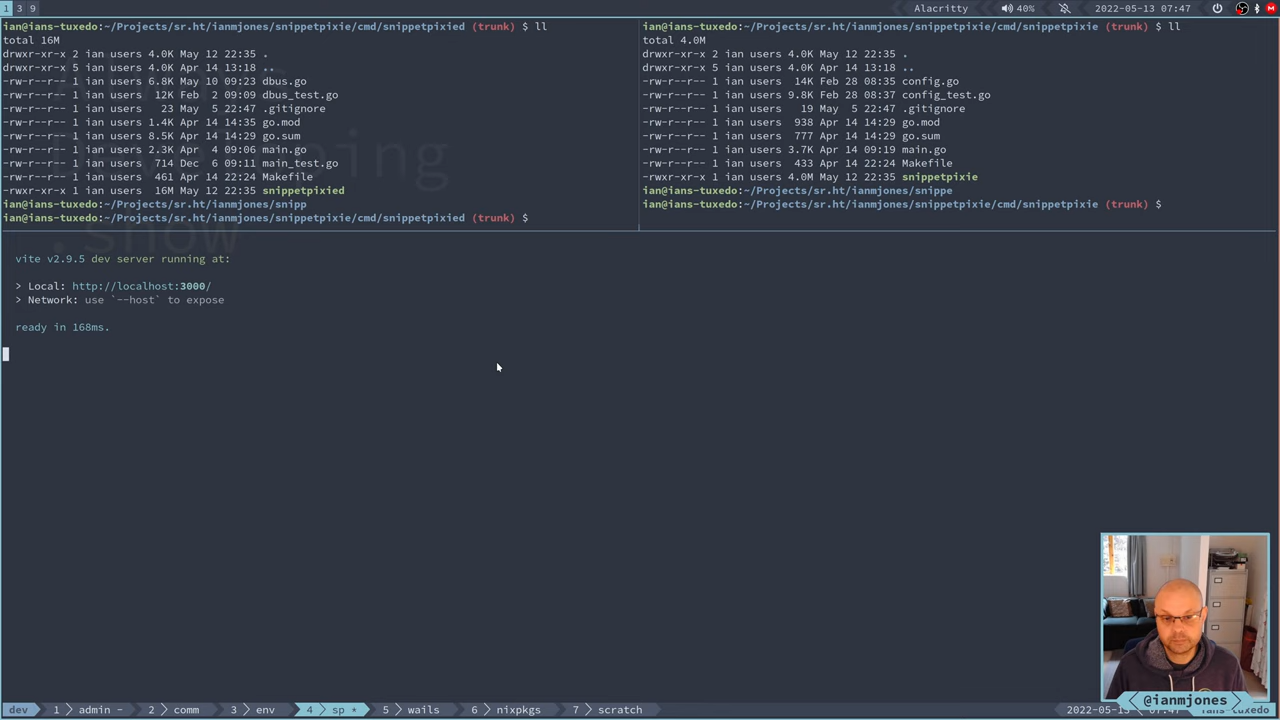 1 3 9 Alacritty 40% 2022-05-13 07:47
ian@ians-tuxedo:~/Projects/sr.ht/ianmjones/snippetpixie/cmd/snippetpixied (trunk) $ ll
total 16M
drwxr-xr-x 2 ian users 4.0K May 12 22:35 .
drwxr-xr-x 5 ian users 4.0K Apr 14 13:18 ..
-rw-r--r-- 1 ian users 6.8K May 10 09:23 dbus.go
-rw-r--r-- 1 ian users  12K Feb  2 09:09 dbus_test.go
-rw-r--r-- 1 ian users   23 May  5 22:47 .gitignore
-rw-r--r-- 1 ian users 1.4K Apr 14 14:35 go.mod
-rw-r--r-- 1 ian users 8.5K Apr 14 14:29 go.sum
-rw-r--r-- 1 ian users 2.3K Apr  4 09:06 main.go
-rw-r--r-- 1 ian users  714 Dec  6 09:11 main_test.go
-rw-r--r-- 1 ian users  461 Apr 14 22:24 Makefile
-rwxr-xr-x 1 ian users  16M May 12 22:35 snippetpixied
ian@ians-tuxedo:~/Projects/sr.ht/ianmjones/snipp
ian@ians-tuxedo:~/Projects/sr.ht/ianmjones/snippetpixie/cmd/snippetpixied (trunk) $
ian@ians-tuxedo:~/Projects/sr.ht/ianmjones/snippetpixie/cmd/snippetpixie (trunk) $ ll
total 4.0M
drwxr-xr-x 2 ian users 4.0K May 12 22:35 .
drwxr-xr-x 5 ian users 4.0K Apr 14 13:18 ..
-rw-r--r-- 1 ian users  14K Feb 28 08:35 config.go
-rw-r--r-- 1 ian users 9.8K Feb 28 08:37 config_test.go
-rw-r--r-- 1 ian users   19 May  5 22:47 .gitignore
-rw-r--r-- 1 ian users  938 Apr 14 14:29 go.mod
-rw-r--r-- 1 ian users  777 Apr 14 14:29 go.sum
-rw-r--r-- 1 ian users 3.7K Apr 14 09:19 main.go
-rw-r--r-- 1 ian users  433 Apr 14 22:24 Makefile
-rwxr-xr-x 1 ian users 4.0M May 12 22:35 snippetpixie
ian@ians-tuxedo:~/Projects/sr.ht/ianmjones/snippe
ian@ians-tuxedo:~/Projects/sr.ht/ianmjones/snippetpixie/cmd/snippetpixie (trunk) $
.show
vite v2.9.5 dev server running at:
> Local: http://localhost:3000/
> Network: use `--host` to expose
ready in 168ms.
@ianmjones
dev 1 admin - 2 comm 3 env 4 sp * 5 wails 6 nixpkgs 7 scratch 2022-05-13